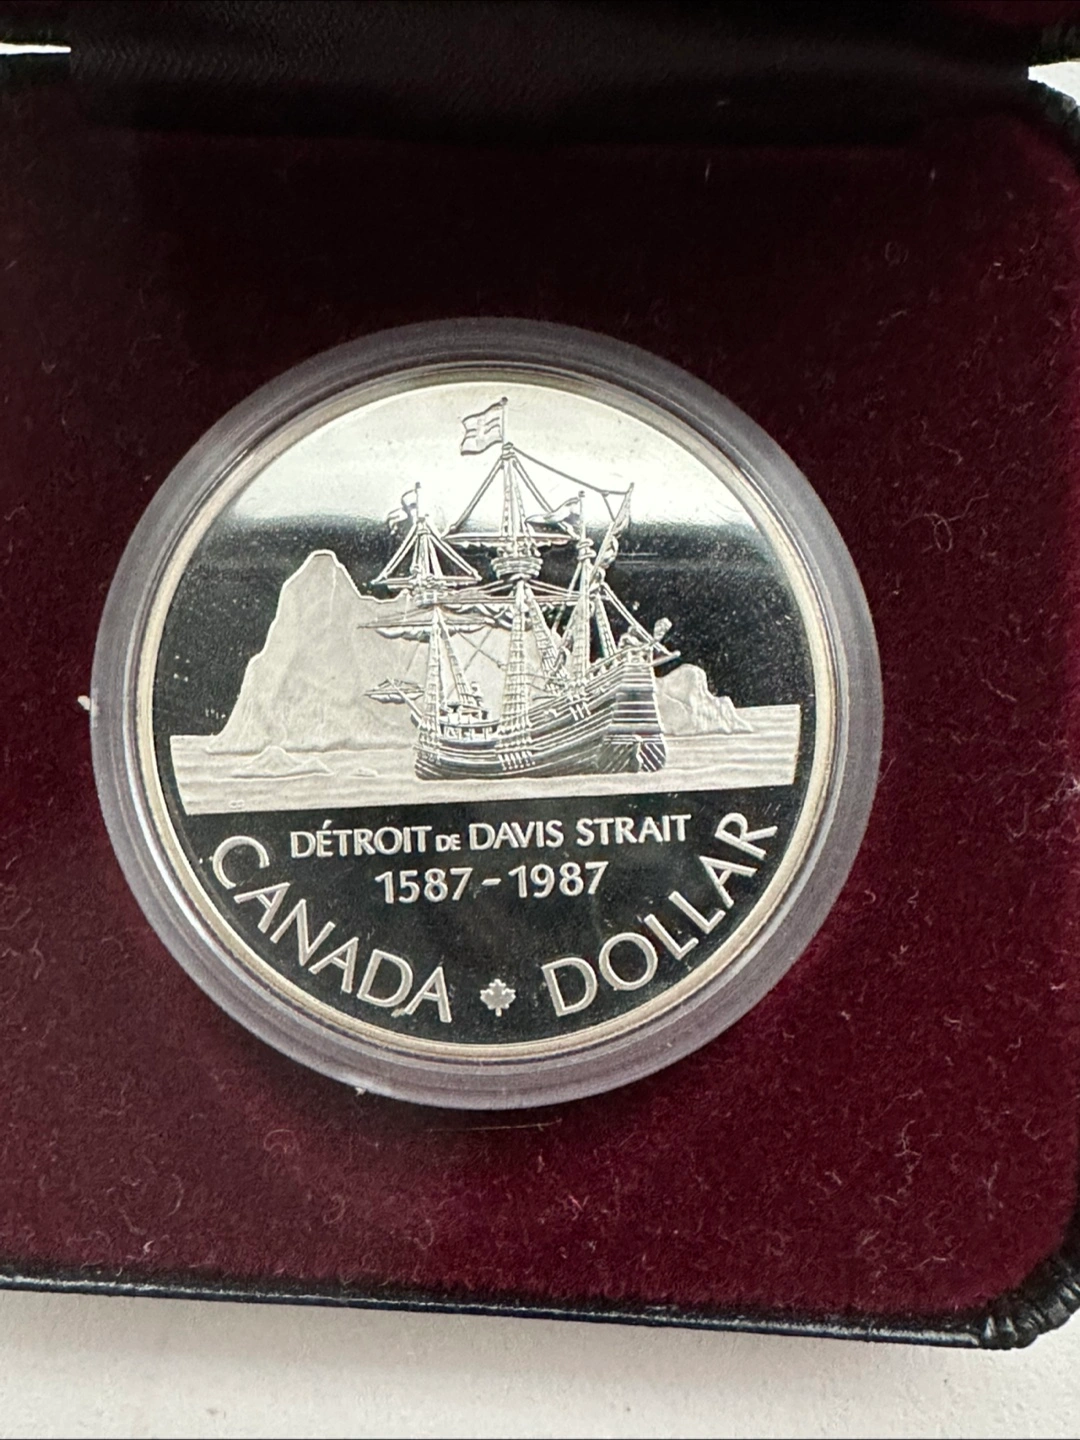 DÉTROIT DE DAVIS STRAIT
1587-1987
CANADA DOLLAR